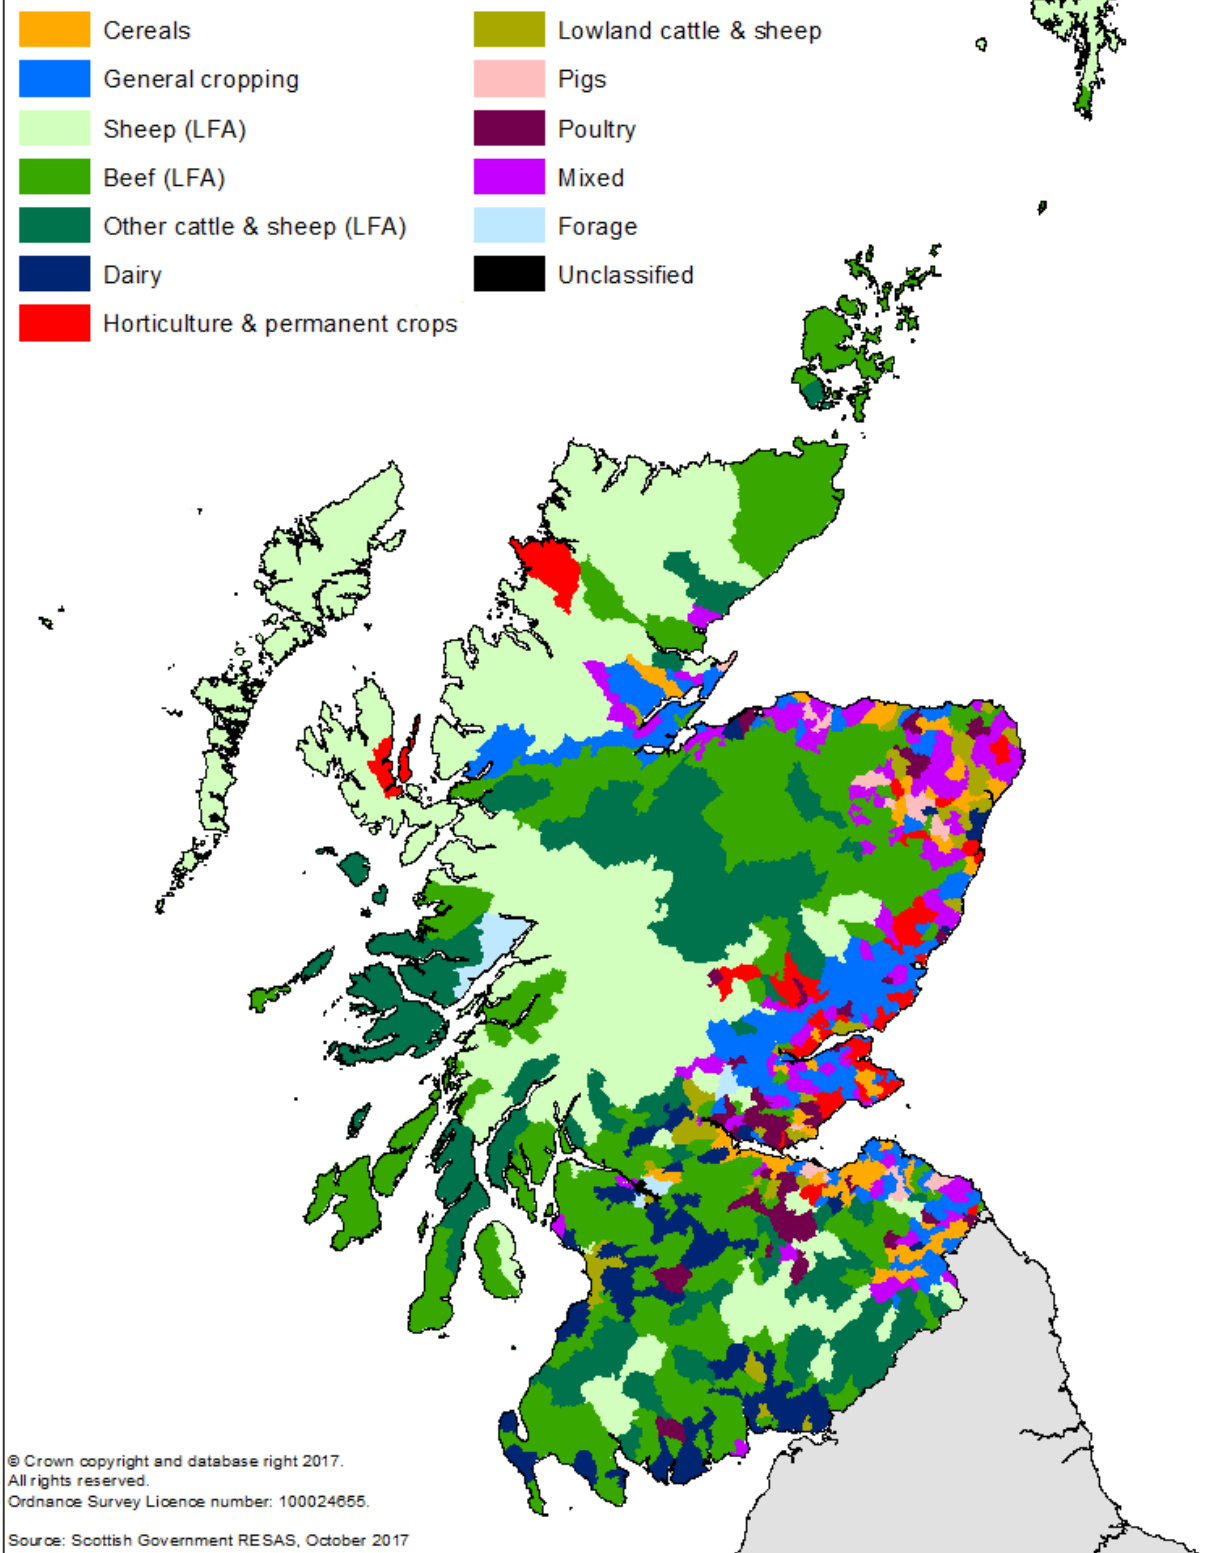 Cereals
General cropping
Sheep (LFA)
Beef (LFA)
Other cattle & sheep (LFA)
Dairy
Horticulture & permanent crops
Lowland cattle & sheep
Pigs
Poultry
Mixed
Forage
Unclassified
© Crown copyright and database right 2017.
All rights reserved.
Ordnance Survey Licence number: 100024655.
Source: Scottish Government RESAS, October 2017